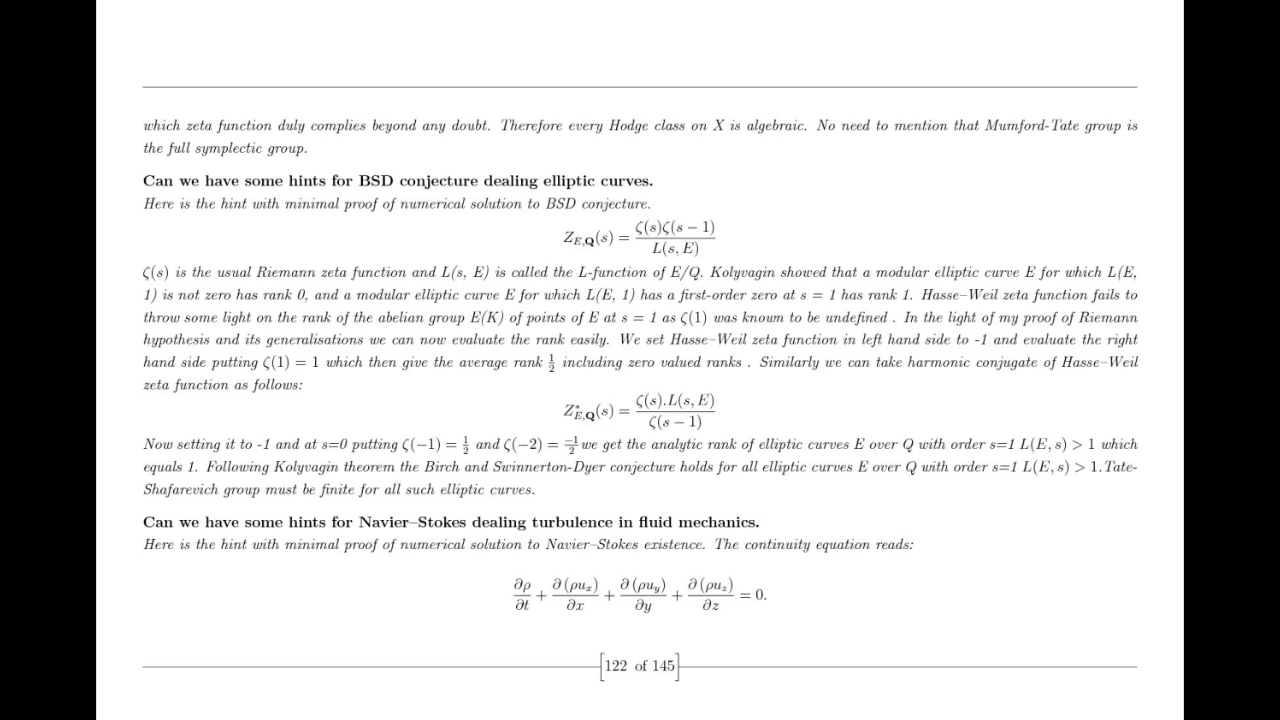 which zeta function duly complies beyond any doubt. Therefore every Hodge class on X is algebraic. No need to mention that Mumford-Tate group is
the full symplectic group.
Can we have some hints for BSD conjecture dealing elliptic curves.
Here is the hint with minimal proof of numerical solution to BSD conjecture.
Z_{E,Q}(s) = \frac{ζ(s)ζ(s − 1)}{L(s, E)}
ζ(s) is the usual Riemann zeta function and L(s, E) is called the L-function of E/Q. Kolyvagin showed that a modular elliptic curve E for which L(E,
1) is not zero has rank 0, and a modular elliptic curve E for which L(E, 1) has a first-order zero at s = 1 has rank 1. Hasse–Weil zeta function fails to
throw some light on the rank of the abelian group E(K) of points of E at s = 1 as ζ(1) was known to be undefined . In the light of my proof of Riemann
hypothesis and its generalisations we can now evaluate the rank easily. We set Hasse–Weil zeta function in left hand side to -1 and evaluate the right
hand side putting ζ(1) = 1 which then give the average rank \frac{1}{2} including zero valued ranks . Similarly we can take harmonic conjugate of Hasse–Weil
zeta function as follows:
Z^*_{E,Q}(s) = \frac{ζ(s).L(s, E)}{ζ(s − 1)}
Now setting it to -1 and at s=0 putting ζ(−1) = \frac{1}{2} and ζ(−2) = \frac{−1}{2} we get the analytic rank of elliptic curves E over Q with order s=1 L(E, s) > 1 which
equals 1. Following Kolyvagin theorem the Birch and Swinnerton-Dyer conjecture holds for all elliptic curves E over Q with order s=1 L(E, s) > 1.Tate-
Shafarevich group must be finite for all such elliptic curves.
Can we have some hints for Navier–Stokes dealing turbulence in fluid mechanics.
Here is the hint with minimal proof of numerical solution to Navier–Stokes existence. The continuity equation reads:
\frac{∂ρ}{∂t} + \frac{∂(ρu_x)}{∂x} + \frac{∂(ρu_y)}{∂y} + \frac{∂(ρu_z)}{∂z} = 0.
[122 of 145]